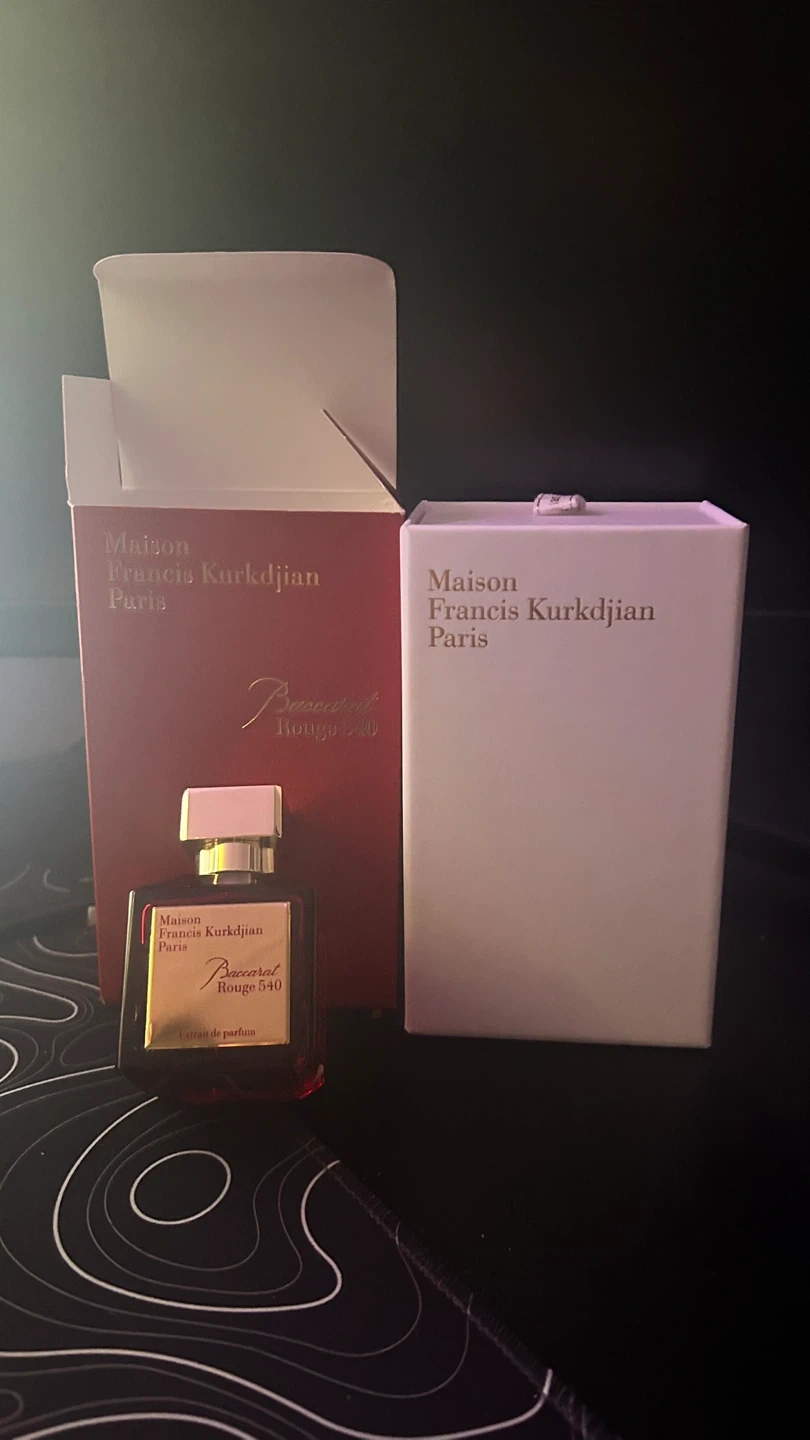 Maison
Francis Kurkdjian
Paris
Baccarat
Rouge 540
Maison
Francis Kurkdjian
Paris
Maison
Francis Kurkdjian
Paris
Baccarat
Rouge 540
Extrait de parfum